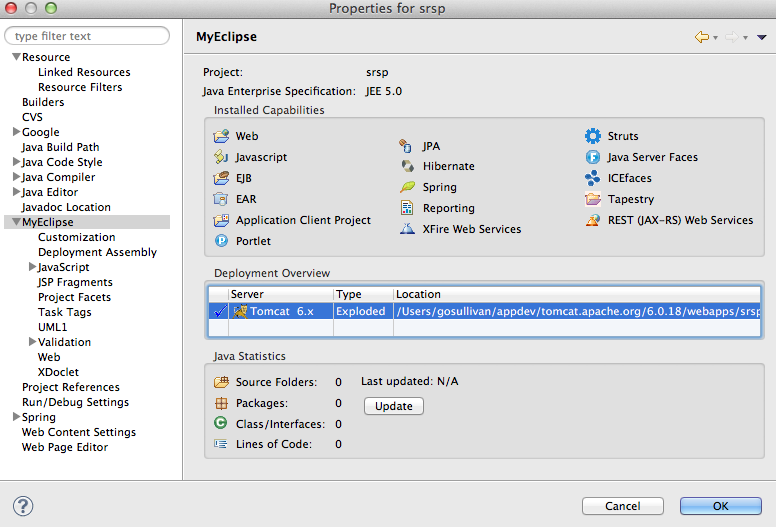 Properties for srsp
type filter text
Resource
Linked Resources
Resource Filters
Builders
CVS
Google
Java Build Path
Java Code Style
Java Compiler
Java Editor
Javadoc Location
MyEclipse
Customization
Deployment Assembly
JavaScript
JSP Fragments
Project Facets
Task Tags
UML1
Validation
Web
XDoclet
Project References
Run/Debug Settings
Spring
Web Content Settings
Web Page Editor
MyEclipse
Project: srsp
Java Enterprise Specification: JEE 5.0
Installed Capabilities
Web
Javascript
EJB
EAR
Application Client Project
Portlet
JPA
Hibernate
Spring
Reporting
XFire Web Services
Struts
Java Server Faces
ICEfaces
Tapestry
REST (JAX-RS) Web Services
Deployment Overview
Server Type Location
Tomcat 6.x Exploded /Users/gosullivan/appdev/tomcat.apache.org/6.0.18/webapps/srsp
Java Statistics
Source Folders: 0 Last updated: N/A
Packages: 0 Update
Class/Interfaces: 0
Lines of Code: 0
? Cancel OK